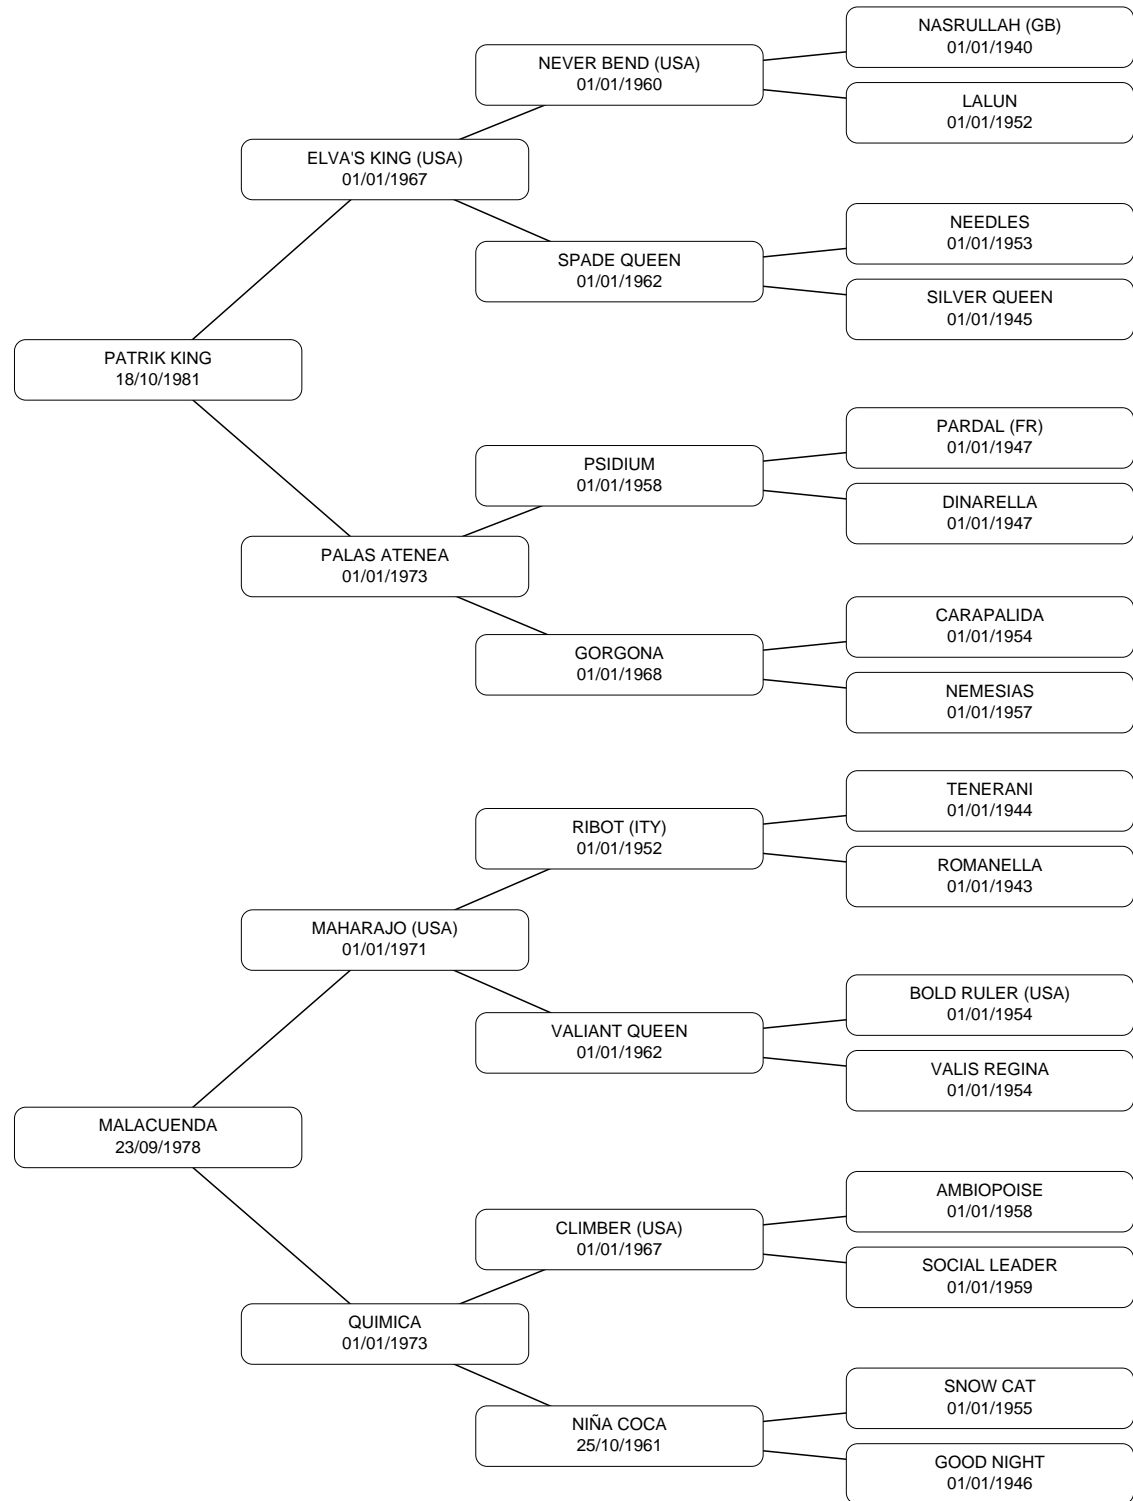 NASRULLAH (GB)
01/01/1940
NEVER BEND (USA)
01/01/1960
LALUN
01/01/1952
ELVA'S KING (USA)
01/01/1967
NEEDLES
01/01/1953
SPADE QUEEN
01/01/1962
SILVER QUEEN
01/01/1945
PATRIK KING
18/10/1981
PARDAL (FR)
01/01/1947
PSIDIUM
01/01/1958
DINARELLA
01/01/1947
PALAS ATENEA
01/01/1973
CARAPALIDA
01/01/1954
GORGONA
01/01/1968
NEMESIAS
01/01/1957
TENERANI
01/01/1944
RIBOT (ITY)
01/01/1952
ROMANELLA
01/01/1943
MAHARAJO (USA)
01/01/1971
BOLD RULER (USA)
01/01/1954
VALIANT QUEEN
01/01/1962
VALIS REGINA
01/01/1954
MALACUENDA
23/09/1978
AMBIOPOISE
01/01/1958
CLIMBER (USA)
01/01/1967
SOCIAL LEADER
01/01/1959
QUIMICA
01/01/1973
SNOW CAT
01/01/1955
NIÑA COCA
25/10/1961
GOOD NIGHT
01/01/1946